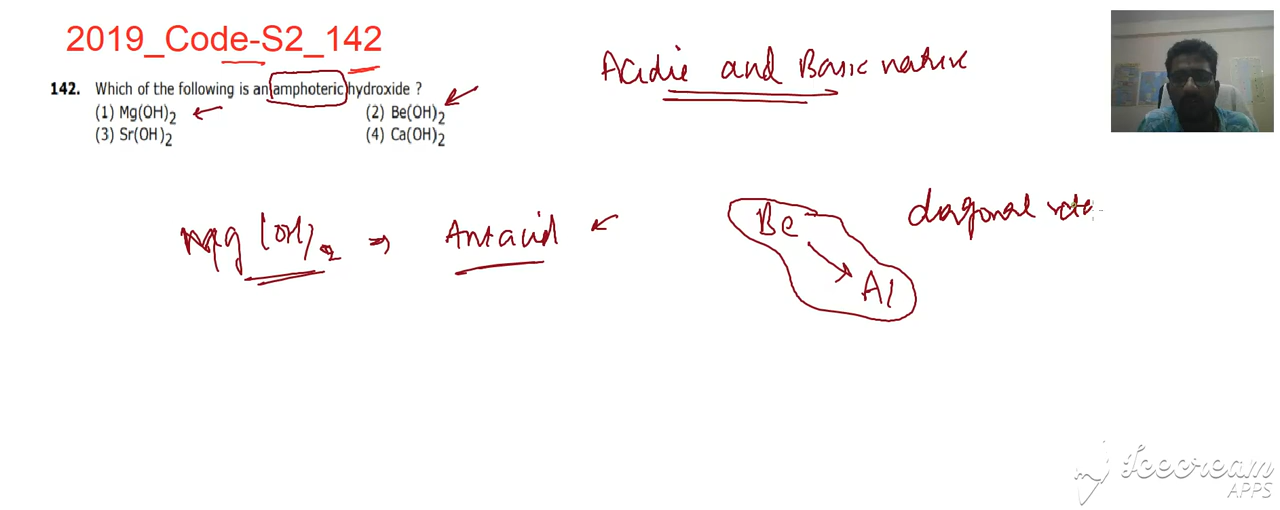 2019_Code-S2_142
142. Which of the following is an amphoteric hydroxide ?
(1) Mg(OH)2 (2) Be(OH)2
(3) Sr(OH)2 (4) Ca(OH)2
Acidic and Basic nature
Mg(OH)2 ⇒ Antacid
Be
Al
diagonal
Icecream
APPS